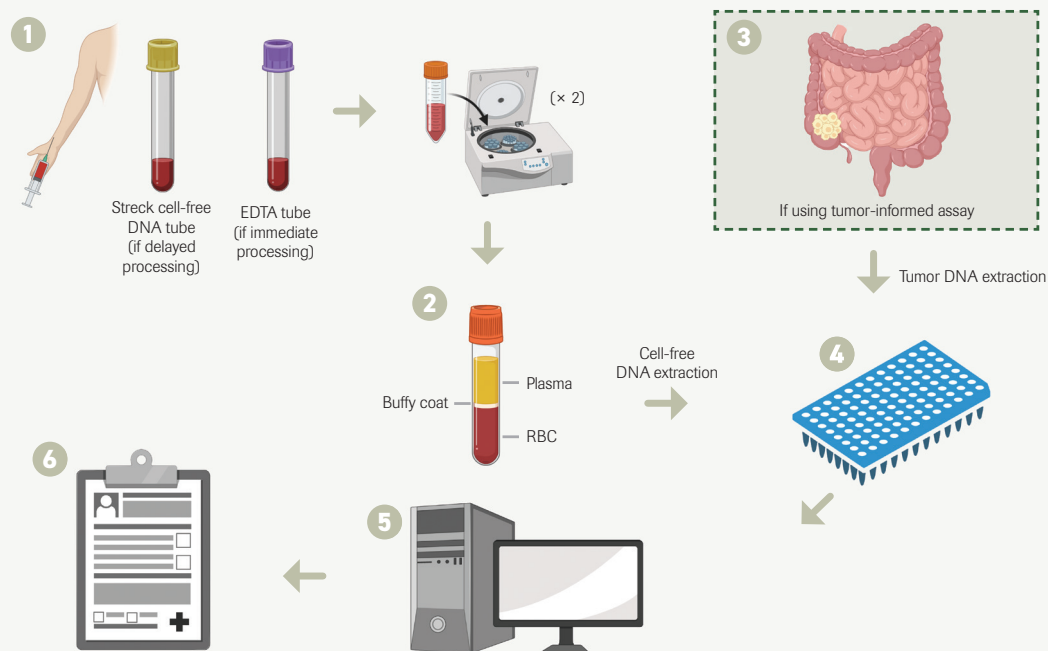 1
Streck cell-free
DNA tube
(if delayed
processing)
EDTA tube
(if immediate
processing)
(× 2)
3
If using tumor-informed assay
Tumor DNA extraction
2
Buffy coat
Plasma
RBC
Cell-free
DNA extraction
4
5
6